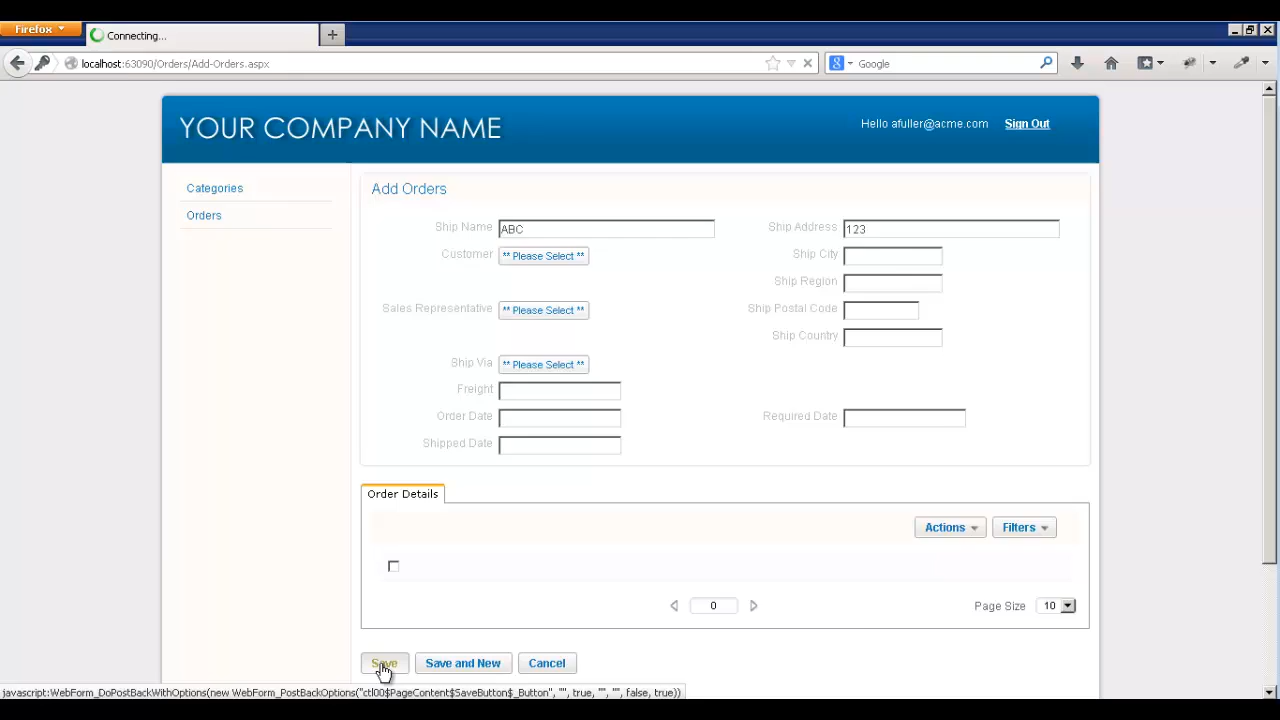 Firefox
Connecting...
localhost:63090/Orders/Add-Orders.aspx
Google
YOUR COMPANY NAME
Hello afuller@acme.com Sign Out
Categories
Orders
Add Orders
Ship Name ABC
Ship Address 123
Customer ** Please Select **
Ship City
Ship Region
Sales Representative ** Please Select **
Ship Postal Code
Ship Country
Ship Via ** Please Select **
Freight
Order Date
Required Date
Shipped Date
Order Details
Actions Filters
0
Page Size 10
Save Save and New Cancel
javascript:WebForm_DoPostBackWithOptions(new WebForm_PostBackOptions("ctl00$PageContent$SaveButton$_Button", "", true, "", "", false, true))